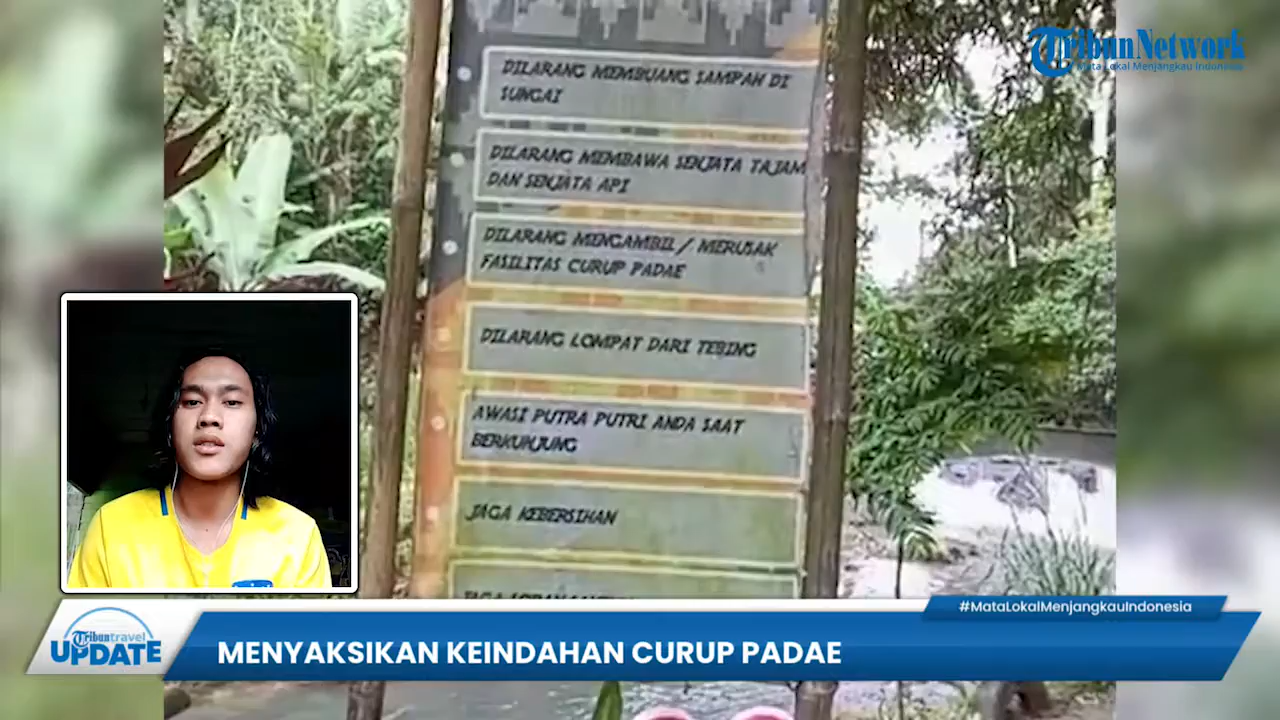 TribunNetwork
Mata Lokal Menjangkau Indonesia
DILARANG MEMBUANG SAMPAH DI
SUNGAI
DILARANG MEMBAWA SENJATA TAJAM
DAN SENJATA API
DILARANG MENGAMBIL / MERUSAK
FASILITAS CURUP PADAE
DILARANG LOMPAT DARI TEBING
AWASI PUTRA PUTRI ANDA SAAT
BERKUNJUNG
JAGA KEBERSIHAN
JAGA
#MataLokalMenjangkauIndonesia
Tribuntravel
UPDATE
MENYAKSIKAN KEINDAHAN CURUP PADAE